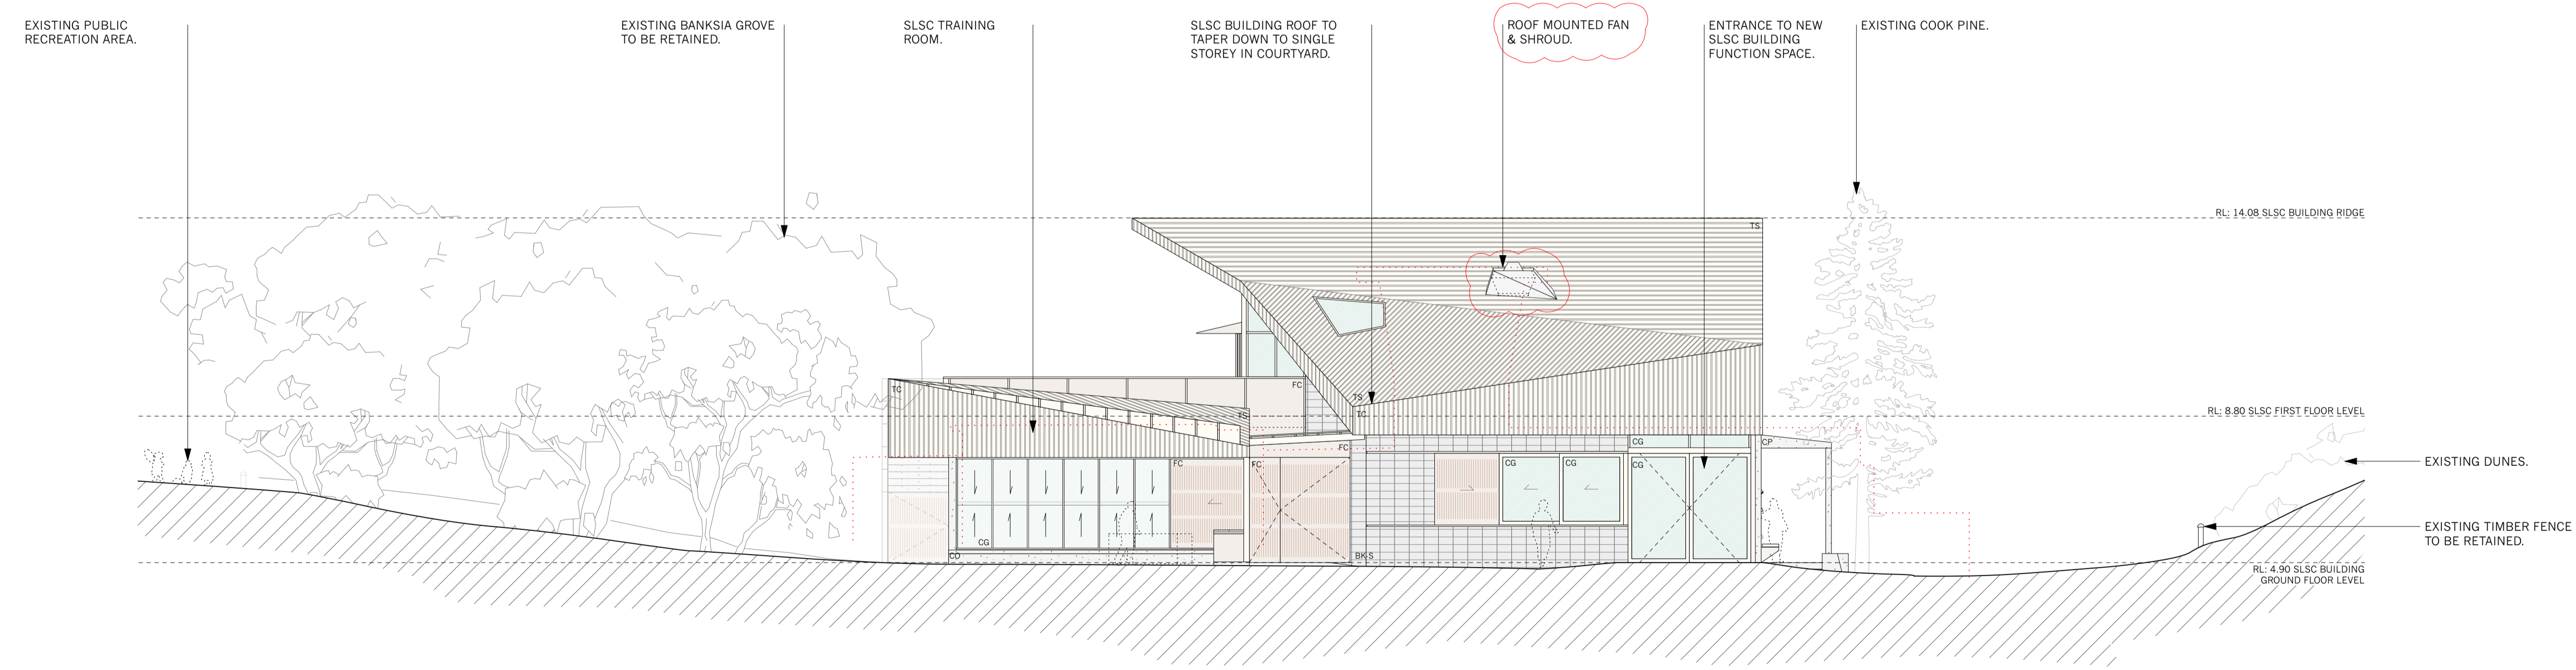 EXISTING PUBLIC
RECREATION AREA.
EXISTING BANKSIA GROVE
TO BE RETAINED.
SLSC TRAINING
ROOM.
SLSC BUILDING ROOF TO
TAPER DOWN TO SINGLE
STOREY IN COURTYARD.
ROOF MOUNTED FAN
& SHROUD.
ENTRANCE TO NEW
SLSC BUILDING
FUNCTION SPACE.
EXISTING COOK PINE.
RL: 14.08 SLSC BUILDING RIDGE
TS
FC
TC
TS
TS
TC
RL: 8.80 SLSC FIRST FLOOR LEVEL
CG
CP
FC
FC
FC
CG
CG
CG
EXISTING DUNES.
EXISTING TIMBER FENCE
TO BE RETAINED.
CG
CO
BK-S
RL: 4.90 SLSC BUILDING
GROUND FLOOR LEVEL